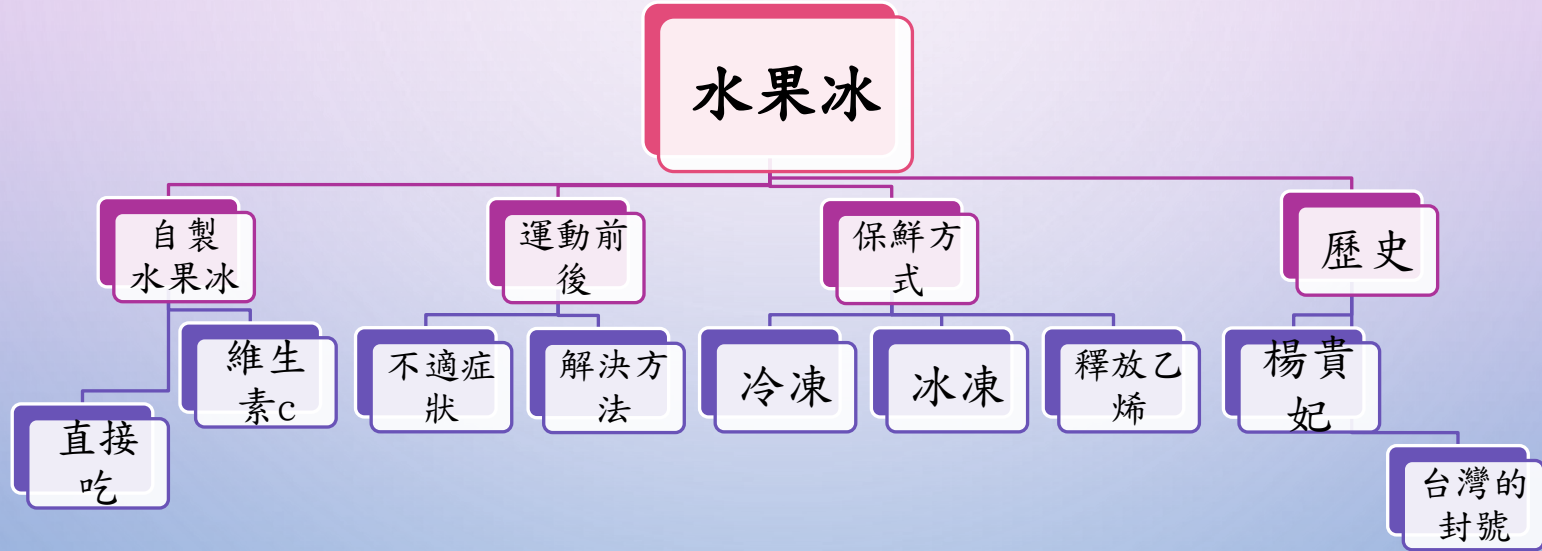 水果冰
自製
水果冰
運動前
後
保鮮方
式
歷史
直接
吃
維生
素c
不適症
狀
解決方
法
冷凍
冰凍
釋放乙
烯
楊貴
妃
台灣的
封號